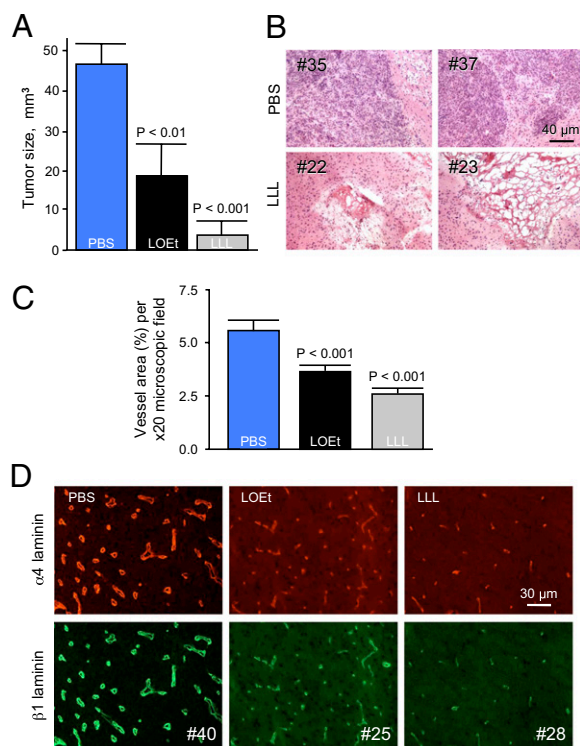 A
Tumor size, mm³
50
40
30
20
10
0
P < 0.01
P < 0.001
PBS
LOEt
LLL
B
PBS
LLL
#35
#37
40 μm
#22
#23
C
Vessel area (%) per
x20 microscopic field
7.5
5.0
2.5
0.0
P < 0.001
P < 0.001
PBS
LOEt
LLL
D
PBS
LOEt
LLL
α4 laminin
30 μm
β1 laminin
#40
#25
#28